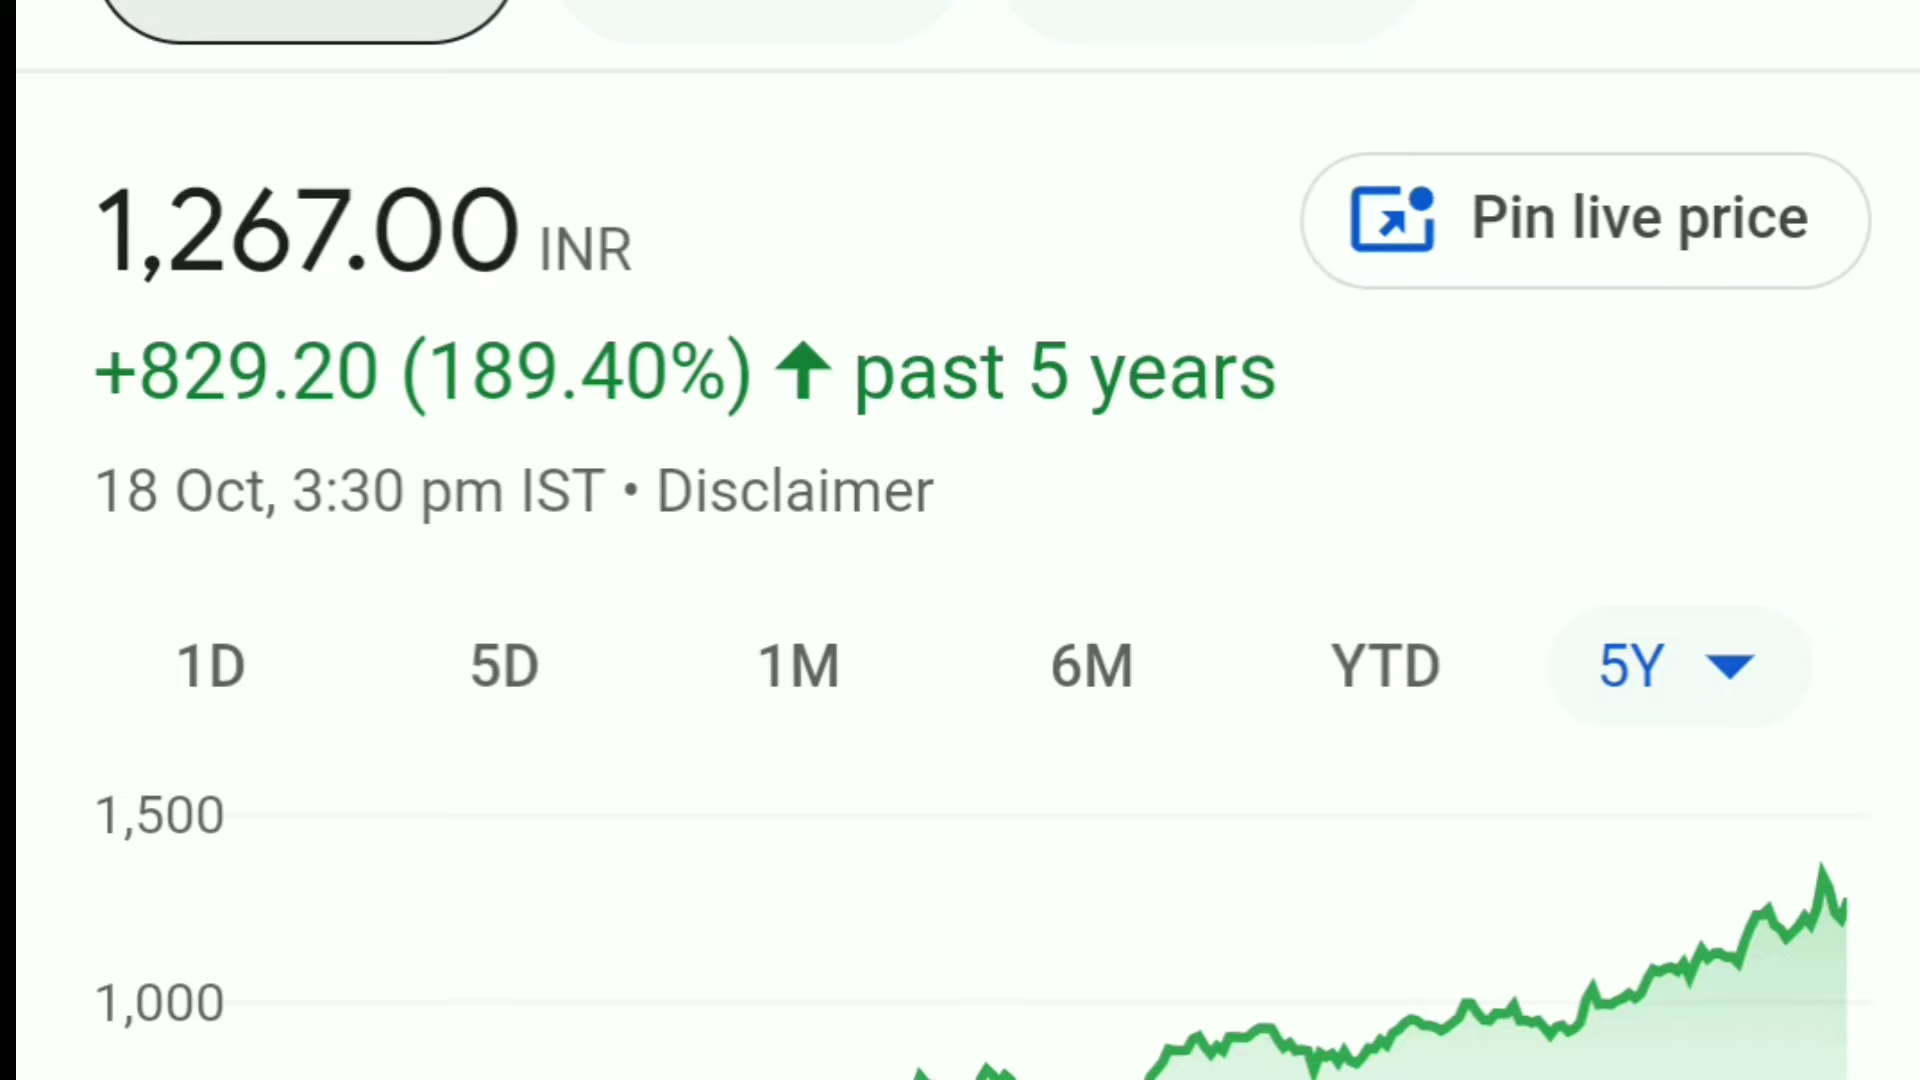 1,267.00 INR
Pin live price
+829.20 (189.40%) ↑ past 5 years
18 Oct, 3:30 pm IST • Disclaimer
1D 5D 1M 6M YTD 5Y
1,500
1,000